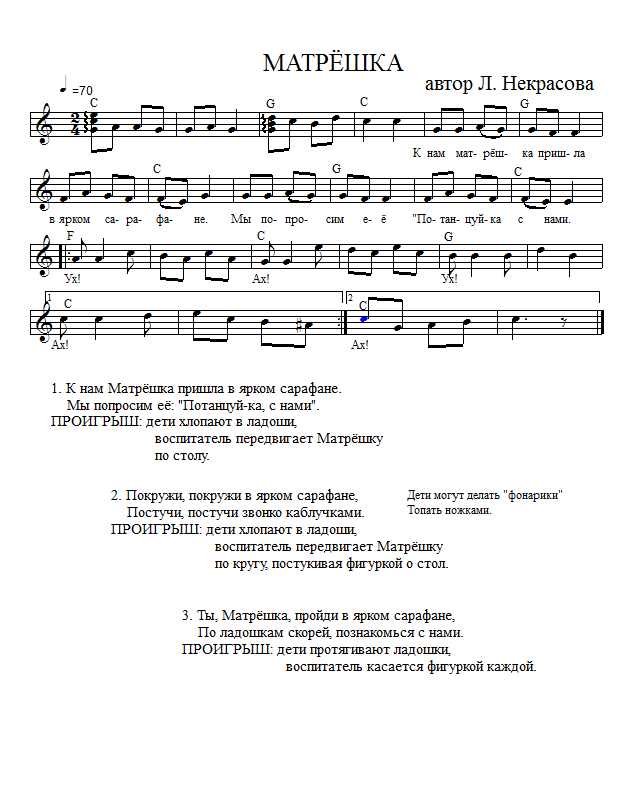 МАТРЁШКА
автор Л. Некрасова
=70
C G C G
2 4
К нам мат- рёш- ка приш- ла
C G C
в ярком са- ра- фа- не. Мы по- про- сим е- ё "По- тан- цуй- ка с нами.
F C G
Ух! Ах! Ух!
1 C 2 C
Ах! Ах!
1. К нам Матрёшка пришла в ярком сарафане.
Мы попросим её: "Потанцуй-ка, с нами".
ПРОИГРЫШ: дети хлопают в ладоши,
воспитатель передвигает Матрёшку
по столу.
2. Покружи, покружи в ярком сарафане,
Постучи, постучи звонко каблучками.
Дети могут делать "фонарики"
Топать ножками.
ПРОИГРЫШ: дети хлопают в ладоши,
воспитатель передвигает Матрёшку
по кругу, постукивая фигуркой о стол.
3. Ты, Матрёшка, пройди в ярком сарафане,
По ладошкам скорей, познакомься с нами.
ПРОИГРЫШ: дети протягивают ладошки,
воспитатель касается фигуркой каждой.